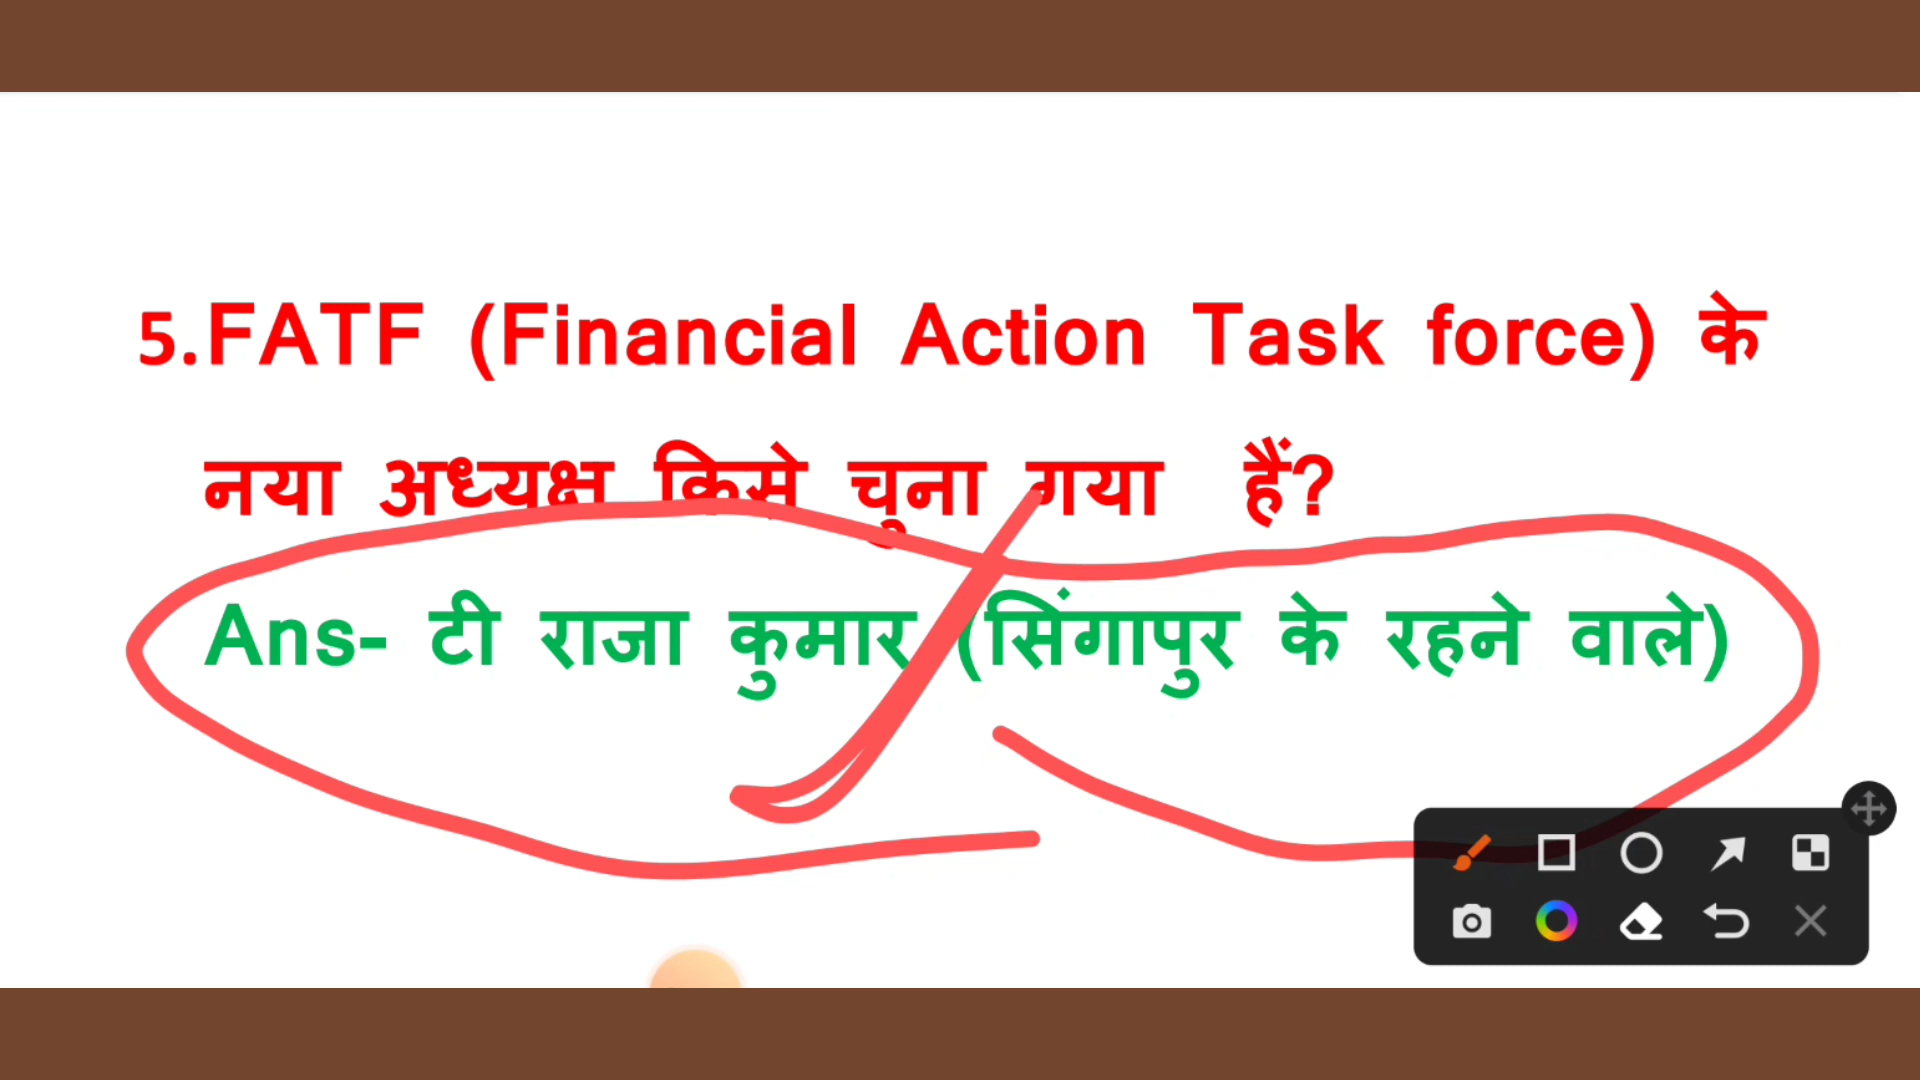 5.FATF (Financial Action Task force) के
नया अध्यक्ष किसे चुना गया हैं?
Ans- टी राजा कुमार (सिंगापुर के रहने वाले)